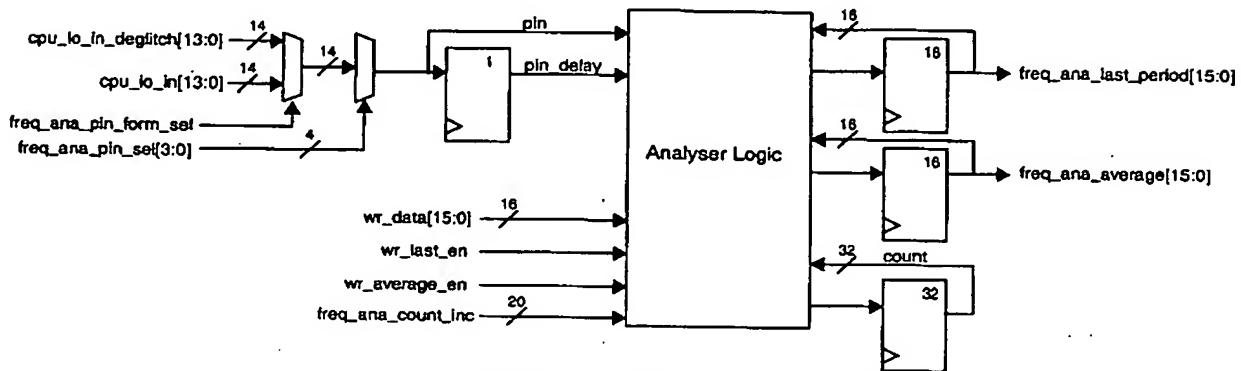 cpu_io_in_deglitch[13:0]
14
cpu_io_in[13:0]
14
14
freq_ana_pin_form_sel
freq_ana_pin_sel[3:0]
4
pin
1
pin_delay
wr_data[15:0]
16
wr_last_en
wr_average_en
freq_ana_count_inc
20
Analyser Logic
16
16
freq_ana_last_period[15:0]
16
16
freq_ana_average[15:0]
32
count
32